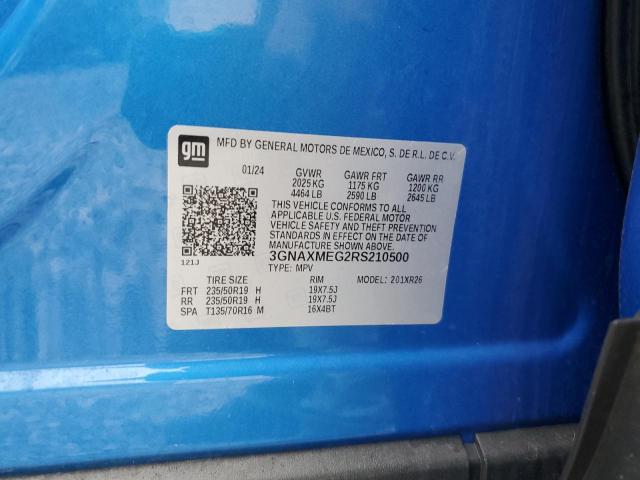 gm
MFD BY GENERAL MOTORS DE MEXICO, S. DE R.L. DE C.V.
01/24 GVWR GAWR FRT GAWR RR
2025 KG 1175 KG 1200 KG
4464 LB 2590 LB 2645 LB
THIS VEHICLE CONFORMS TO ALL
APPLICABLE U.S. FEDERAL MOTOR
VEHICLE SAFETY AND THEFT PREVENTION
STANDARDS IN EFFECT ON THE DATE OF
MANUFACTURE SHOWN ABOVE.
3GNAXMEG2RS210500
121J
TYPE: MPV MODEL: 201XR26
TIRE SIZE RIM
FRT 235/50R19 H 19X7.5J
RR 235/50R19 H 19X7.5J
SPA T135/70R16 M 16X4BT